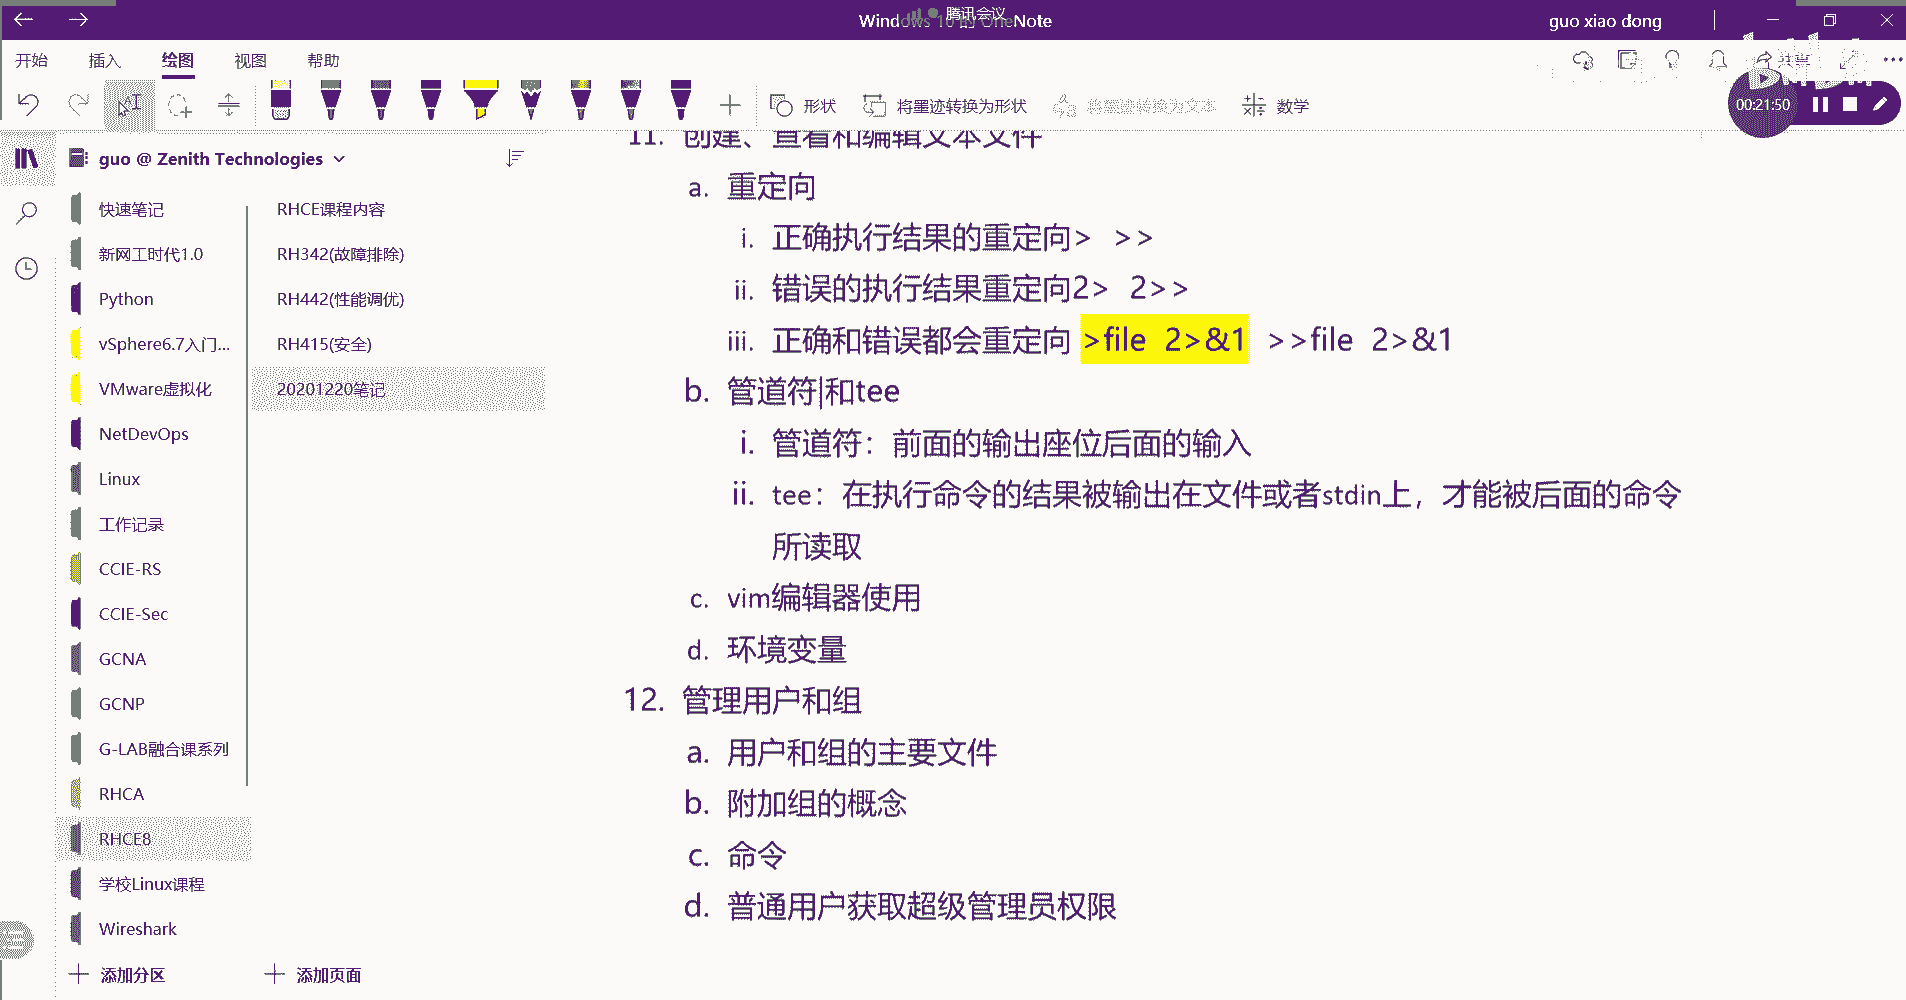 Windows 10 的 OneNote
腾讯会议
guo xiao dong
开始 插入 绘图 视图 帮助
共享
形状 将墨迹转换为形状 将墨迹转换为文本 数学
00:21:50
guo @ Zenith Technologies
快速笔记
新网工时代1.0
Python
vSphere6.7入门...
VMware虚拟化
NetDevOps
Linux
工作记录
CCIE-RS
CCIE-Sec
GCNA
GCNP
G-LAB融合课系列
RHCA
RHCE8
学校Linux课程
Wireshark
添加分区
RHCE课程内容
RH342(故障排除)
RH442(性能调优)
RH415(安全)
20201220笔记
添加页面
11. 创建、查看和编辑文本文件
a. 重定向
i. 正确执行结果的重定向> >>
ii. 错误的执行结果重定向2> 2>>
iii. 正确和错误都会重定向 >file 2>&1 >>file 2>&1
b. 管道符|和tee
i. 管道符：前面的输出座位后面的输入
ii. tee：在执行命令的结果被输出在文件或者stdin上，才能被后面的命令
所读取
c. vim编辑器使用
d. 环境变量
12. 管理用户和组
a. 用户和组的主要文件
b. 附加组的概念
c. 命令
d. 普通用户获取超级管理员权限